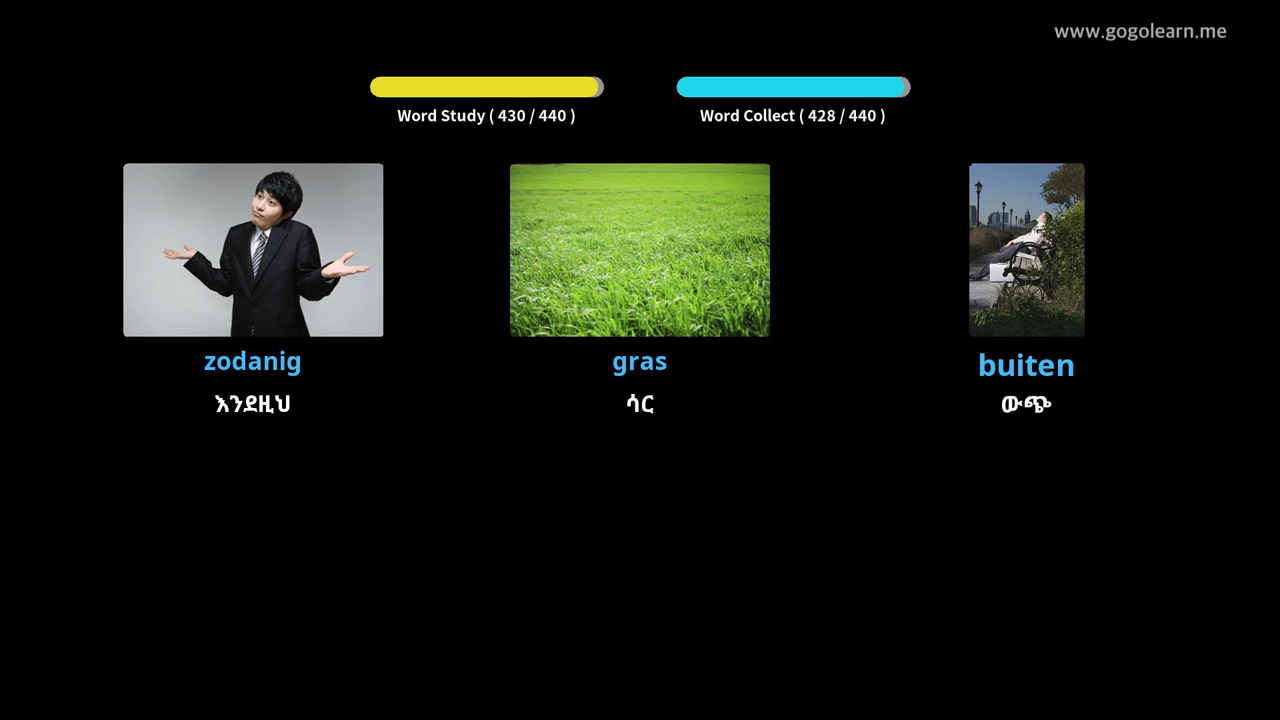 www.gogolearn.me
Word Study ( 430 / 440 )
Word Collect ( 428 / 440 )
zodanig
gras
buiten
እንደዚህ
ሳር
ውጭ